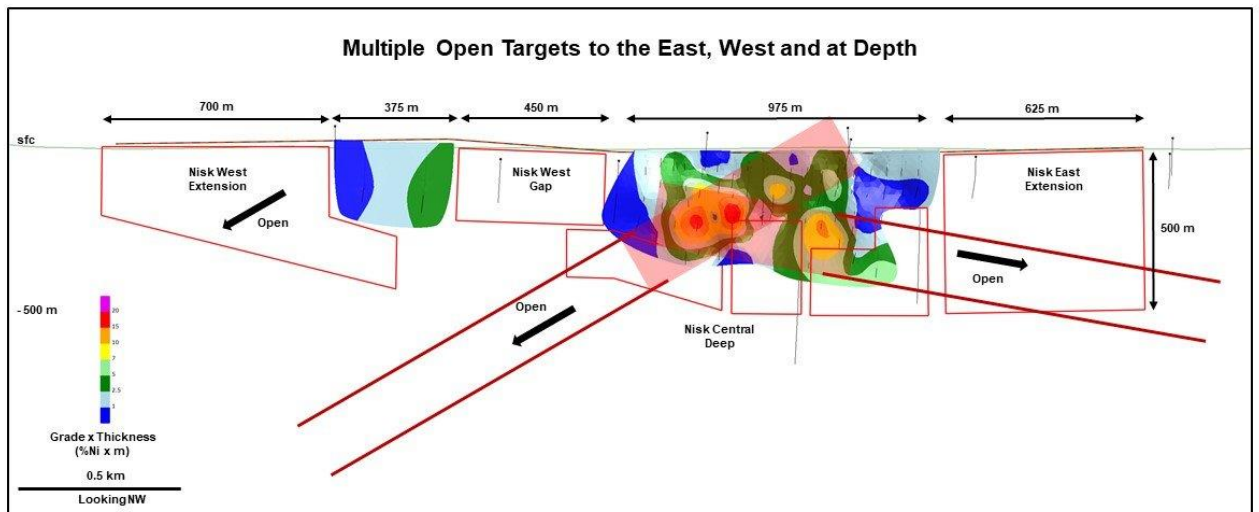 Multiple Open Targets to the East, West and at Depth
700 m
375 m
450 m
975 m
625 m
sfc
Nisk West
Extension
Open
Nisk West
Gap
Nisk East
Extension
Open
500 m
- 500 m
Open
Nisk Central
Deep
20
15
10
7
5
2.5
1
Grade x Thickness
(%Ni x m)
0.5 km
Looking NW